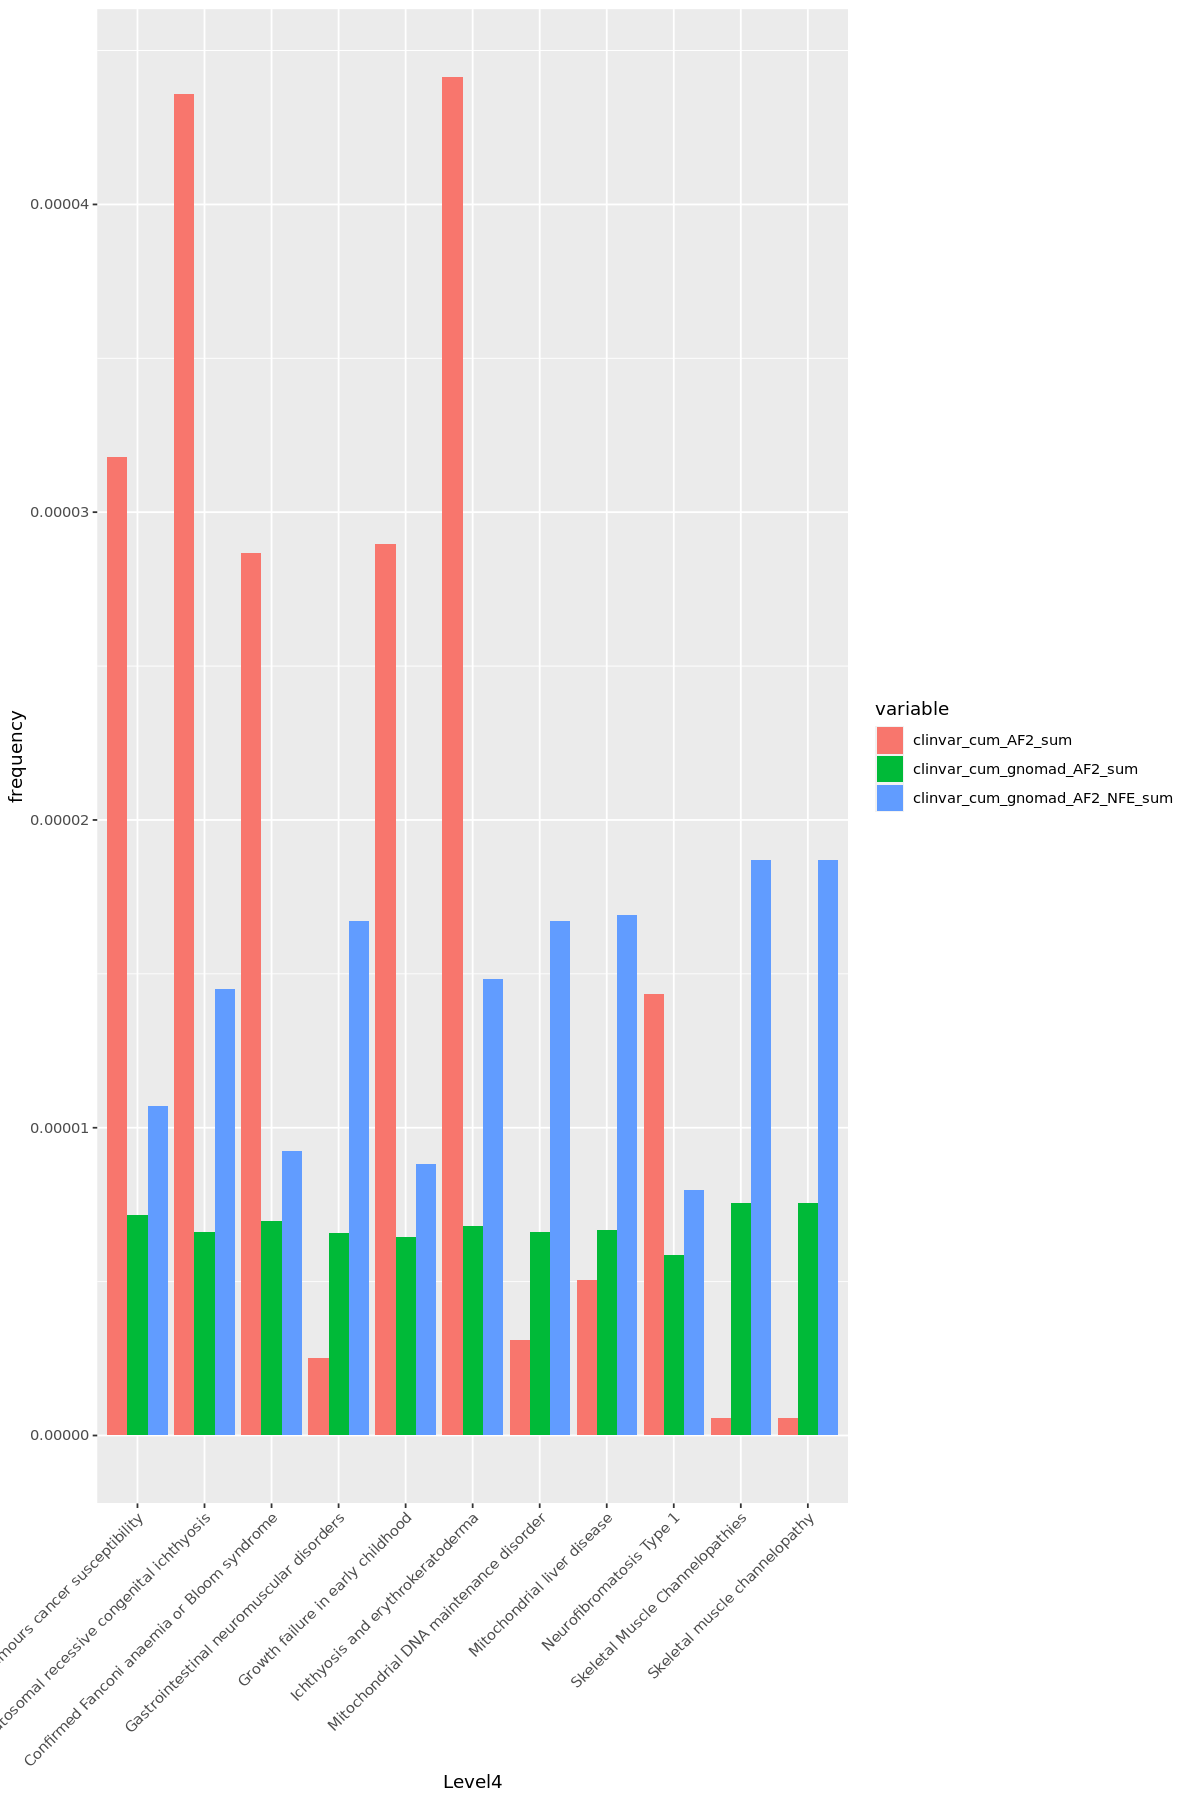 0.00004
0.00003
0.00002
0.00001
0.00000
frequency
variable
clinvar_cum_AF2_sum
clinvar_cum_gnomad_AF2_sum
clinvar_cum_gnomad_AF2_NFE_sum
cancer susceptibility
recessive congenital ichthyosis
Confirmed Fanconi anaemia or Bloom syndrome
Gastrointestinal neuromuscular disorders
Growth failure in early childhood
Ichthyosis and erythrokeratoderma
Mitochondrial DNA maintenance disorder
Mitochondrial liver disease
Neurofibromatosis Type 1
Skeletal Muscle Channelopathies
Skeletal muscle channelopathy
Level4